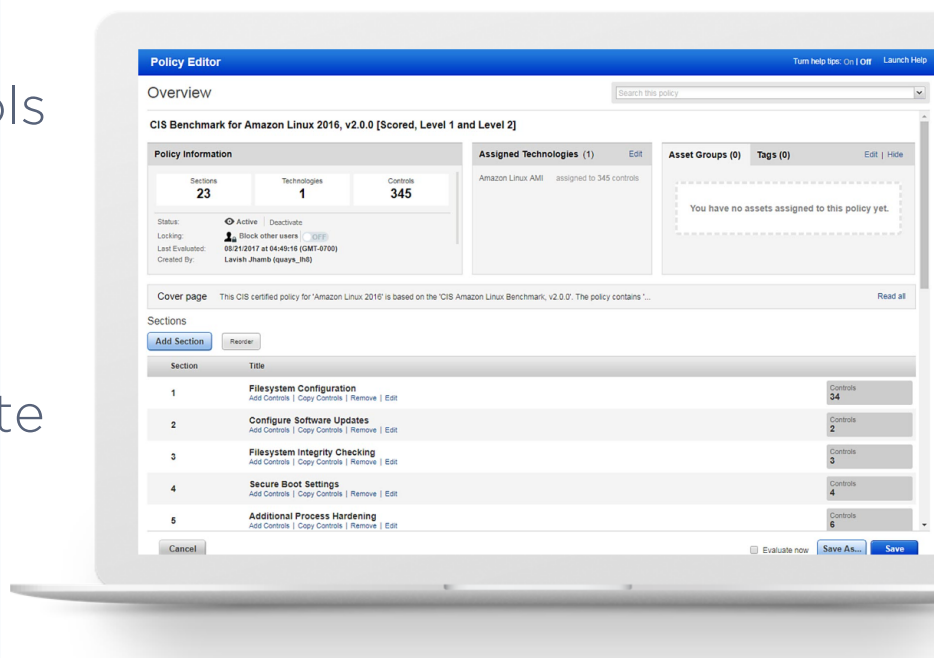 ols
te
Policy Editor
Turn help tips: On | Off Launch Help
Overview
Search this policy
CIS Benchmark for Amazon Linux 2016, v2.0.0 [Scored, Level 1 and Level 2]
Policy Information
Sections Technologies Controls
23 1 345
Status: Active | Deactivate
Locking: Block other users OFF
Last Evaluated: 08/21/2017 at 04:49:16 (GMT-0700)
Created By: Lavish Jhamb (quays_lh6)
Assigned Technologies (1) Edit
Amazon Linux AMI assigned to 345 controls
Asset Groups (0) Tags (0) Edit | Hide
You have no assets assigned to this policy yet.
Cover page This CIS certified policy for 'Amazon Linux 2016' is based on the 'CIS Amazon Linux Benchmark, v2.0.0'. The policy contains '... Read all
Sections
Add Section Reorder
Section Title
1 Filesystem Configuration Controls
Add Controls | Copy Controls | Remove | Edit 34
2 Configure Software Updates Controls
Add Controls | Copy Controls | Remove | Edit 2
3 Filesystem Integrity Checking Controls
Add Controls | Copy Controls | Remove | Edit 3
4 Secure Boot Settings Controls
Add Controls | Copy Controls | Remove | Edit 4
5 Additional Process Hardening Controls
Add Controls | Copy Controls | Remove | Edit 6
Cancel Evaluate now Save As... Save